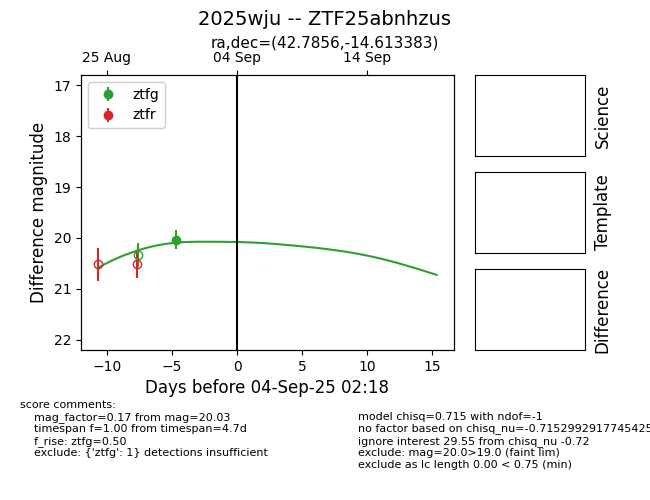 2025wju -- ZTF25abnhzus
ra,dec=(42.7856,-14.613383)
25 Aug 04 Sep 14 Sep
ztfg
ztfr
17
18
19
20
21
22
Difference magnitude
−10 −5 0 5 10 15
Days before 04-Sep-25 02:18
Science
Template
Difference
score comments:
mag_factor=0.17 from mag=20.03
timespan f=1.00 from timespan=4.7d
f_rise: ztfg=0.50
exclude: {'ztfg': 1} detections insufficient
model chisq=0.715 with ndof=-1
no factor based on chisq_nu=-0.7152992917745425
ignore interest 29.55 from chisq_nu -0.72
exclude: mag=20.0>19.0 (faint lim)
exclude as lc length 0.00 < 0.75 (min)